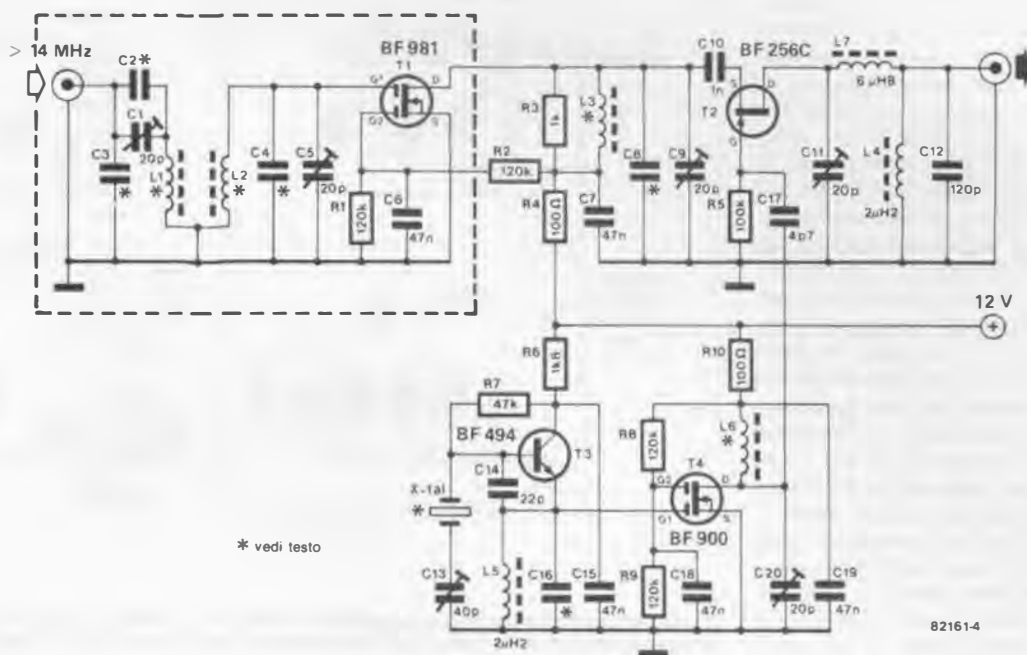 > 14 MHz
C2*
C1
20p
C3
*
L1
*
L2
*
C4
*
C5
20p
BF 981
T1
G1
G2
D
S
R1
120k
C6
47n
R2
120k
R3
1k
R4
100Ω
L3
*
C7
47n
C8
*
C9
20p
C10
1n
BF 256C
T2
S
D
G
R5
100k
C17
4p7
L7
6 µH8
C11
20p
L4
2µH2
C12
120p
12 V
+
R6
1k8
R7
47k
BF 494
T3
C14
22p
X-tal
*
* vedi testo
C13
40p
L5
2µH2
C16
*
C15
47n
R10
100Ω
R8
120k
L6
*
T4
G2
G1
D
S
BF 900
R9
120k
C18
47n
C20
20p
C19
47n
82161-4